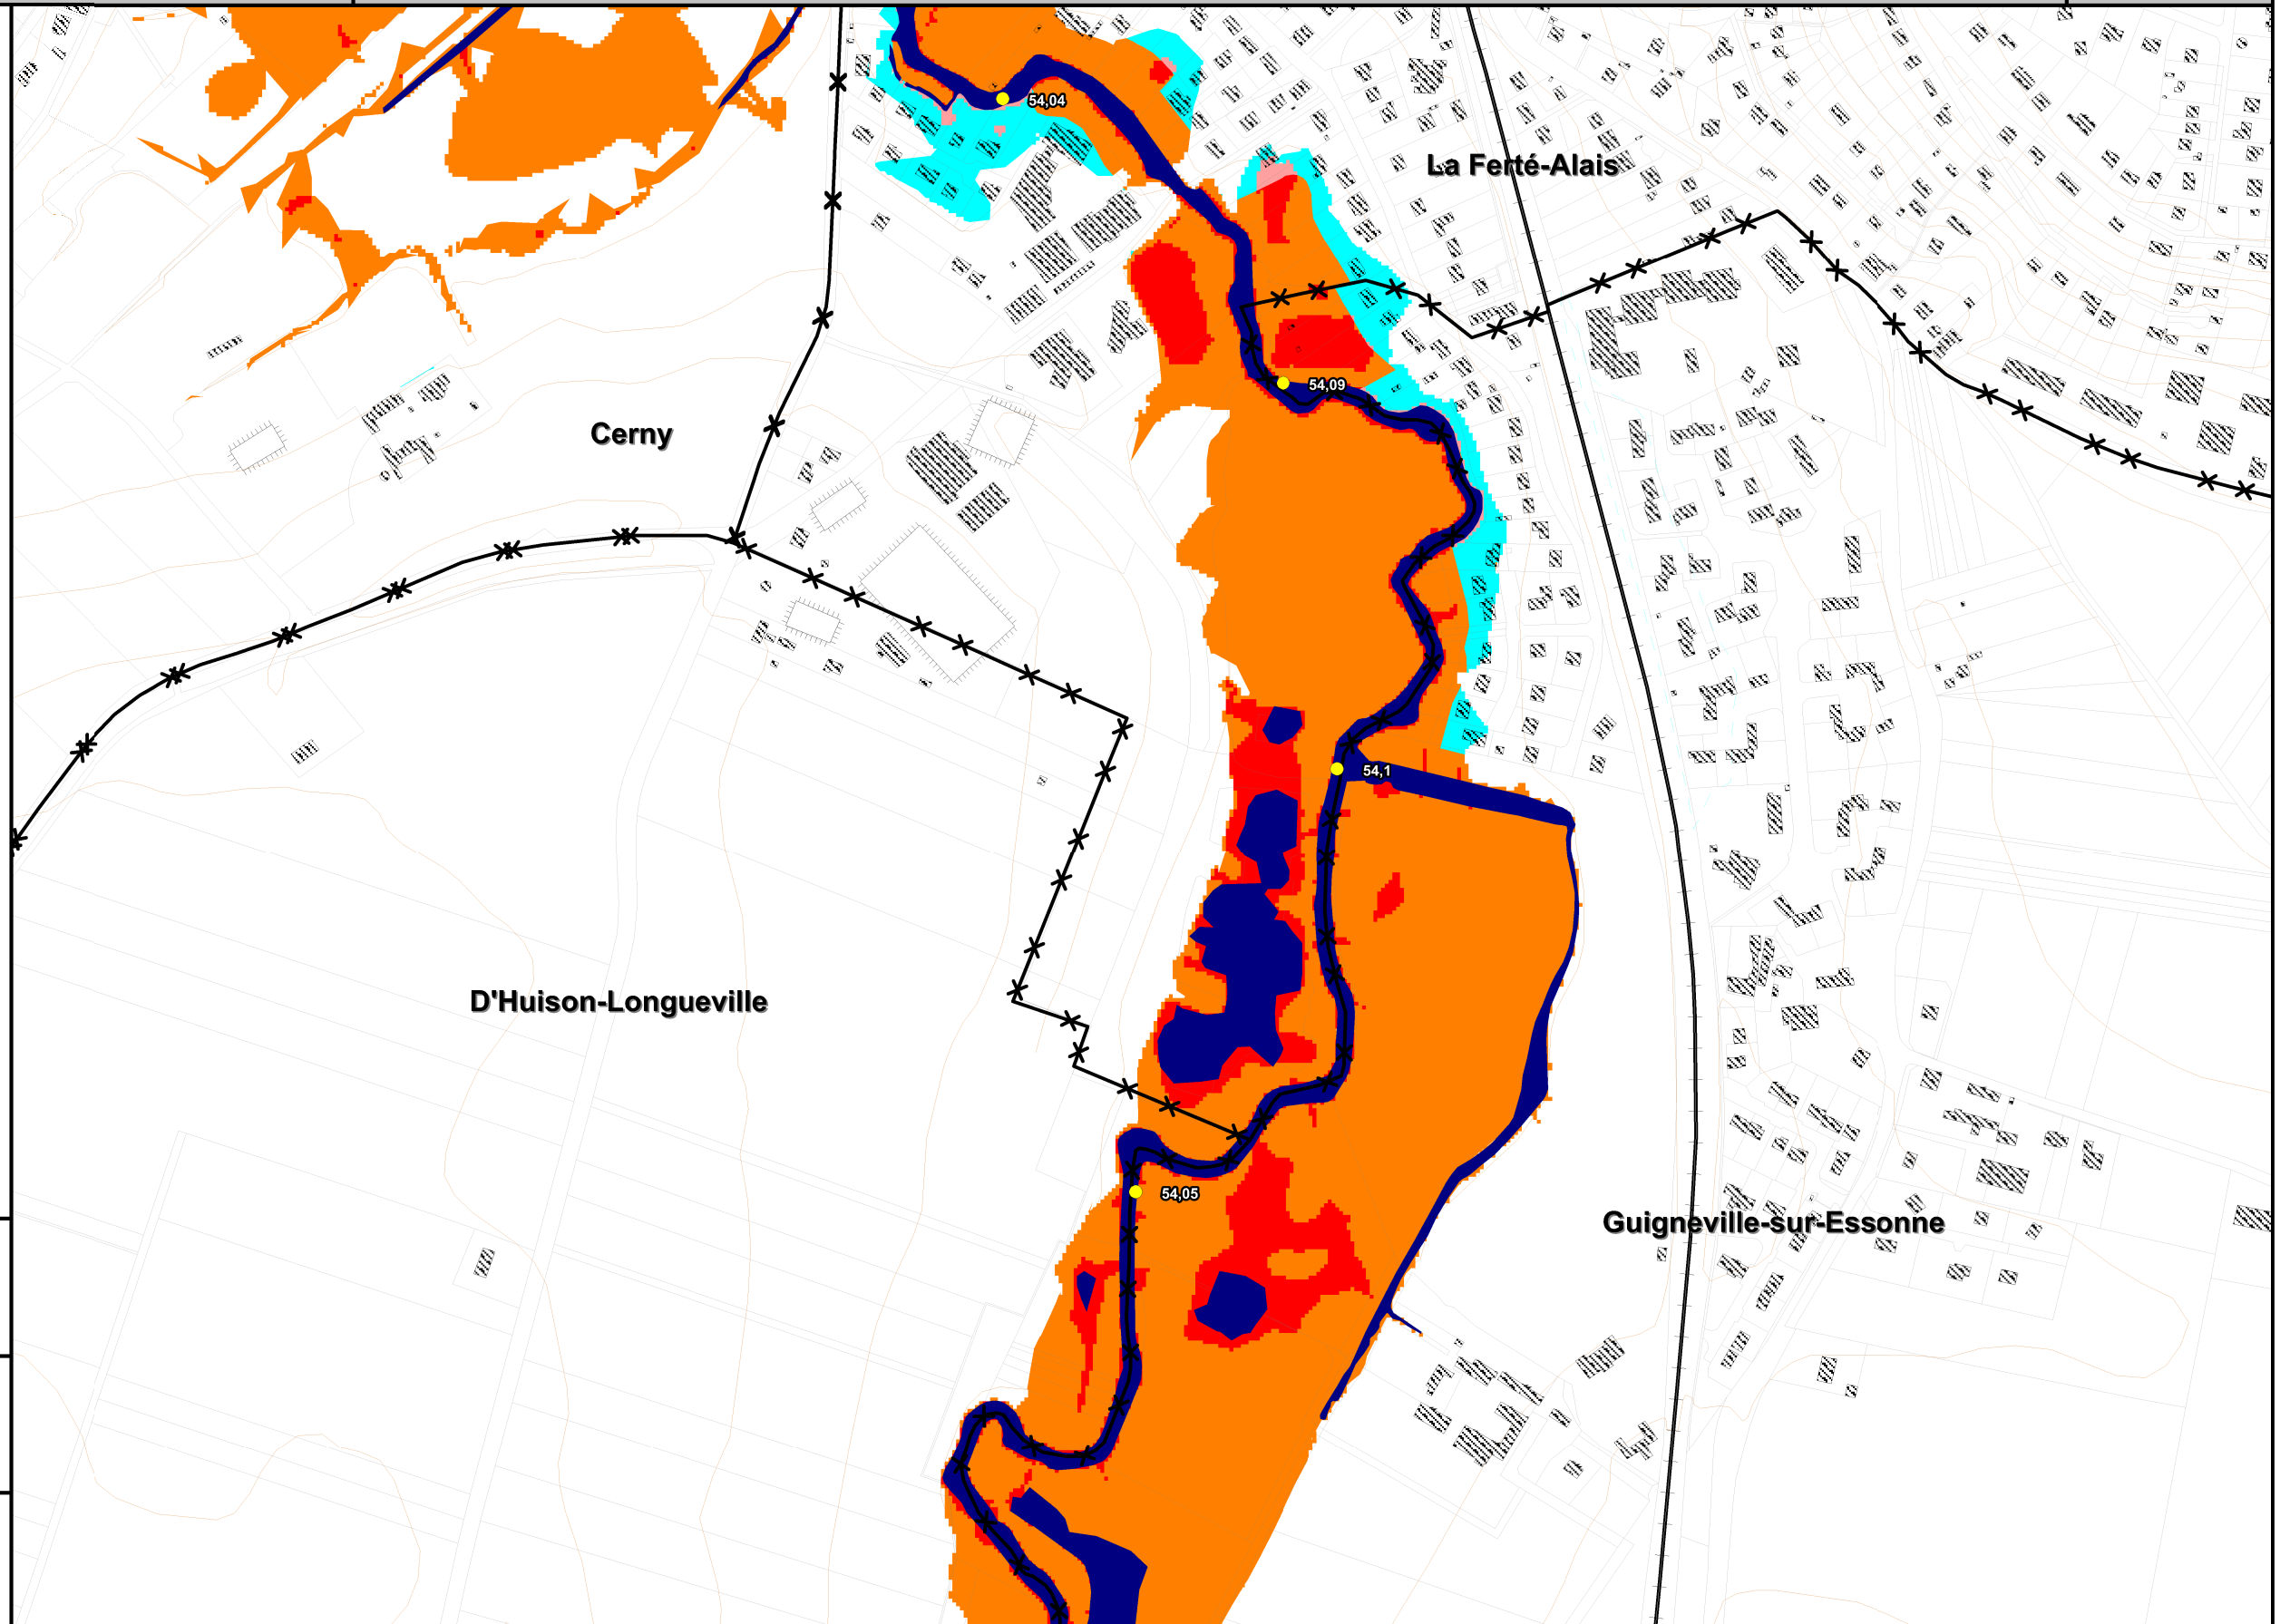 54,04
La Ferté-Alais
54,09
Cerny
54,1
D'Huison-Longueville
54,05
Guigneville-sur-Essonne